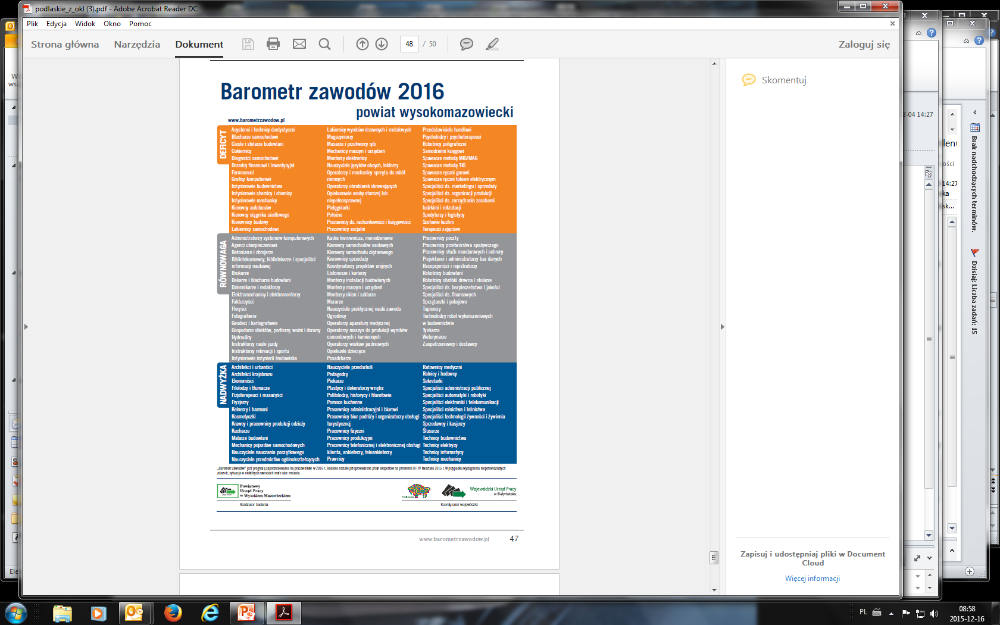 podlaskie_z_okl (3).pdf - Adobe Acrobat Reader DC
Plik Edycja Widok Okno Pomoc
Strona główna Narzędzia Dokument 48 / 50 Zaloguj się
Skomentuj
Barometr zawodów 2016
powiat wysokomazowiecki
www.barometrzawodow.pl
DEFICYT
Asystenci i technicy dentystyczni
Blacharze samochodowi
Cieśle i stolarze budowlani
Cukiernicy
Diagności samochodowi
Doradcy finansowi i inwestycyjni
Farmaceuci
Graficy komputerowi
Inżynierowie budownictwa
Inżynierowie chemicy i chemicy
Inżynierowie mechanicy
Kierowcy autobusów
Kierowcy ciągnika siodłowego
Kierownicy budowy
Lakiernicy samochodowi
Lakiernicy wyrobów drzewnych i metalowych
Magazynierzy
Masarze i przetwórcy ryb
Mechanicy maszyn i urządzeń
Monterzy elektronicy
Nauczyciele języków obcych, lektorzy
Operatorzy i mechanicy sprzętu do robót
ziemnych
Operatorzy obrabiarek skrawających
Opiekunowie osoby starszej lub
niepełnosprawnej
Pielęgniarki
Położne
Pracownicy ds. rachunkowości i księgowości
Pracownicy socjalni
Przedstawiciele handlowi
Psycholodzy i psychoterapeuci
Robotnicy poligraficzni
Samodzielni księgowi
Spawacze metodą MIG/MAG
Spawacze metodą TIG
Spawacze ręczni gazowi
Spawacze ręczni łukiem elektrycznym
Specjaliści ds. marketingu i sprzedaży
Specjaliści ds. organizacji produkcji
Specjaliści ds. zarządzania zasobami
ludzkimi i rekrutacji
Spedytorzy i logistycy
Szefowie kuchni
Terapeuci zajęciowi
RÓWNOWAGA
Administratorzy systemów komputerowych
Agenci ubezpieczeniowi
Betoniarze i zbrojarze
Bibliotekoznawcy, bibliotekarze i specjaliści
informacji naukowej
Brukarze
Dekarze i blacharze budowlani
Dziennikarze i redaktorzy
Elektromechanicy i elektromonterzy
Fakturzyści
Floryści
Fotografowie
Geodeci i kartografowie
Gospodarze obiektów, portierzy, woźni i dozorcy
Hydraulicy
Instruktorzy nauki jazdy
Instruktorzy rekreacji i sportu
Inżynierowie inżynierii środowiska
Kadra kierownicza, menedżerowie
Kierowcy samochodów osobowych
Kierowcy samochodu ciężarowego
Kierownicy sprzedaży
Koordynatorzy projektów unijnych
Listonosze i kurierzy
Monterzy instalacji budowlanych
Monterzy maszyn i urządzeń
Monterzy okien i szklarze
Murarze
Nauczyciele praktycznej nauki zawodu
Ogrodnicy
Operatorzy aparatury medycznej
Operatorzy maszyn do produkcji wyrobów
cementowych i kamiennych
Operatorzy wózków jezdniowych
Opiekunki dziecięce
Posadzkarze
Pracownicy poczty
Pracownicy przetwórstwa spożywczego
Pracownicy służb mundurowych i ochrony
Projektanci i administratorzy baz danych
Recepcjoniści i rejestratorzy
Robotnicy budowlani
Robotnicy obróbki drewna i stolarze
Specjaliści ds. bezpieczeństwa i jakości
Specjaliści ds. finansowych
Sprzątaczki i pokojowe
Tapicerzy
Technolodzy robót wykończeniowych
w budownictwie
Tynkarze
Weterynarze
Zaopatrzeniowcy i dostawcy
NADWYŻKA
Architekci i urbaniści
Architekci krajobrazu
Ekonomiści
Filolodzy i tłumacze
Fizjoterapeuci i masażyści
Fryzjerzy
Kelnerzy i barmani
Kosmetyczki
Krawcy i pracownicy produkcji odzieży
Kucharze
Malarze budowlani
Mechanicy pojazdów samochodowych
Nauczyciele nauczania początkowego
Nauczyciele przedmiotów ogólnokształcących
Nauczyciele przedszkoli
Pedagodzy
Piekarze
Plastycy i dekoratorzy wnętrz
Politolodzy, historycy i filozofowie
Pomoce kuchenne
Pracownicy administracyjni i biurowi
Pracownicy biur podróży i organizatorzy obsługi
turystycznej
Pracownicy fizyczni
Pracownicy produkcyjni
Pracownicy telefonicznej i elektronicznej obsługi
klienta, ankieterzy, teleankieterzy
Prawnicy
Ratownicy medyczni
Rolnicy i hodowcy
Sekretarki
Specjaliści administracji publicznej
Specjaliści automatyki i robotyki
Specjaliści elektroniki i telekomunikacji
Specjaliści rolnictwa i leśnictwa
Specjaliści technologii żywności i żywienia
Sprzedawcy i kasjerzy
Ślusarze
Technicy budownictwa
Technicy elektrycy
Technicy informatycy
Technicy mechanicy
„Barometr zawodów" jest prognozą zapotrzebowania na pracowników w 2016 r. Badanie zostało przeprowadzone przez ekspertów na przełomie III i IV kwartału 2015 r. W przypadku wystąpienia nieprzewidzianych
zdarzeń, sytuacja w niektórych zawodach może ulec zmianie.
Powiatowy
Urząd Pracy
w Wysokiem Mazowieckiem
Realizator badania
Podlaskie
Wojewódzki Urząd Pracy
w Białymstoku
Koordynator wojewódzki
www.barometrzawodow.pl 47
Zapisuj i udostępniaj pliki w Document
Cloud
Więcej informacji
Brak nadchodzących terminów.
Dzisiaj: Liczba zadań: 15
2-04 14:27
14:27
PL
08:58
2015-12-16